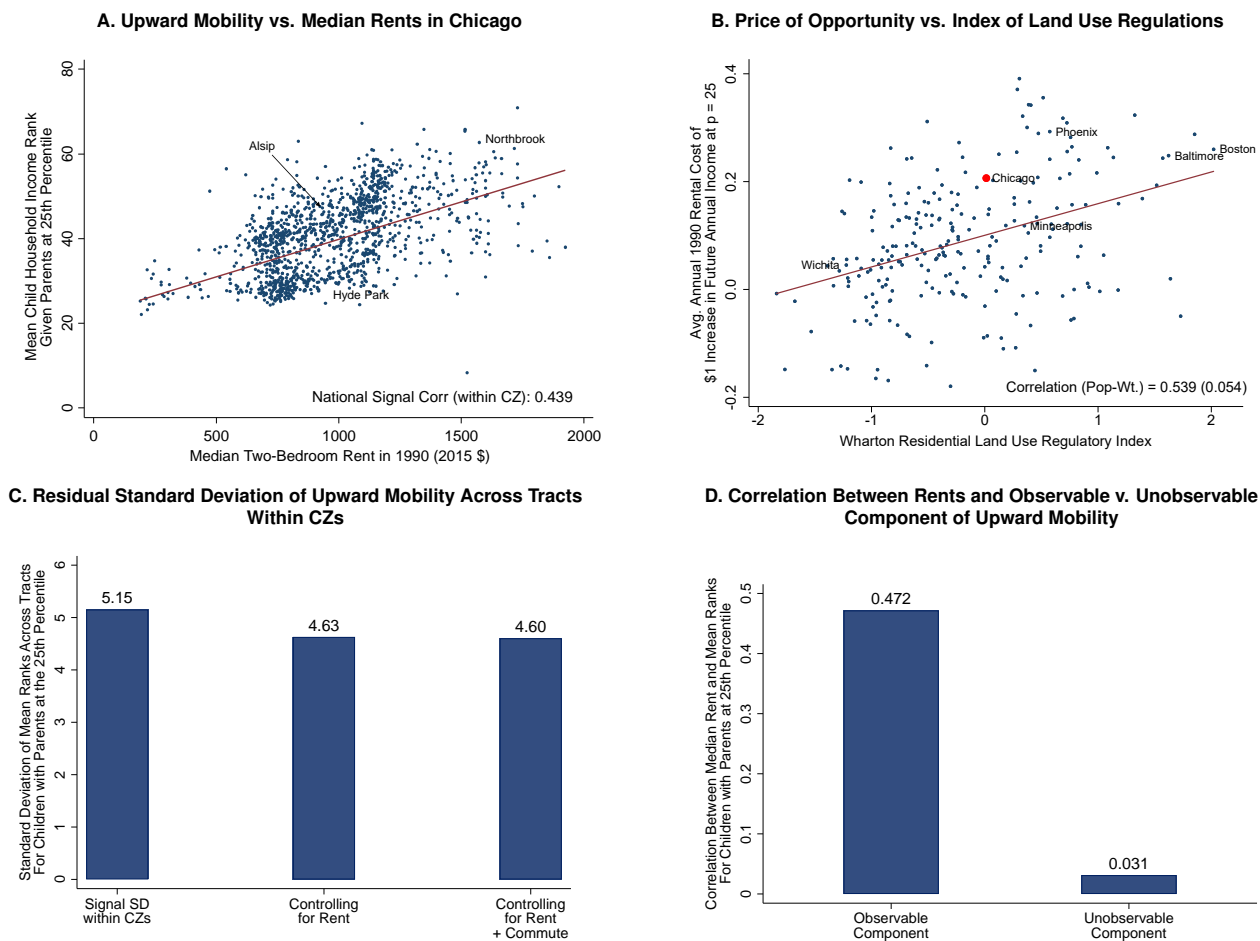 A. Upward Mobility vs. Median Rents in Chicago
Mean Child Household Income Rank
Given Parents at 25th Percentile
80
60
40
20
0
Alsip
Northbrook
Hyde Park
National Signal Corr (within CZ): 0.439
0
500
1000
1500
2000
Median Two-Bedroom Rent in 1990 (2015 $)
B. Price of Opportunity vs. Index of Land Use Regulations
Avg. Annual 1990 Rental Cost of
$1 Increase in Future Annual Income at p = 25
0.4
0.2
0.0
-0.2
Phoenix
Boston
Baltimore
Chicago
Minneapolis
Wichita
Correlation (Pop-Wt.) = 0.539 (0.054)
-2
-1
0
1
2
Wharton Residential Land Use Regulatory Index
C. Residual Standard Deviation of Upward Mobility Across Tracts
Within CZs
Standard Deviation of Mean Ranks Across Tracts
For Children with Parents at the 25th Percentile
6
5
4
3
2
1
0
5.15
4.63
4.60
Signal SD
within CZs
Controlling
for Rent
Controlling
for Rent
+ Commute
D. Correlation Between Rents and Observable v. Unobservable
Component of Upward Mobility
Correlation Between Median Rent and Mean Ranks
For Children with Parents at 25th Percentile
0.5
0.4
0.3
0.2
0.1
0
0.472
0.031
Observable
Component
Unobservable
Component